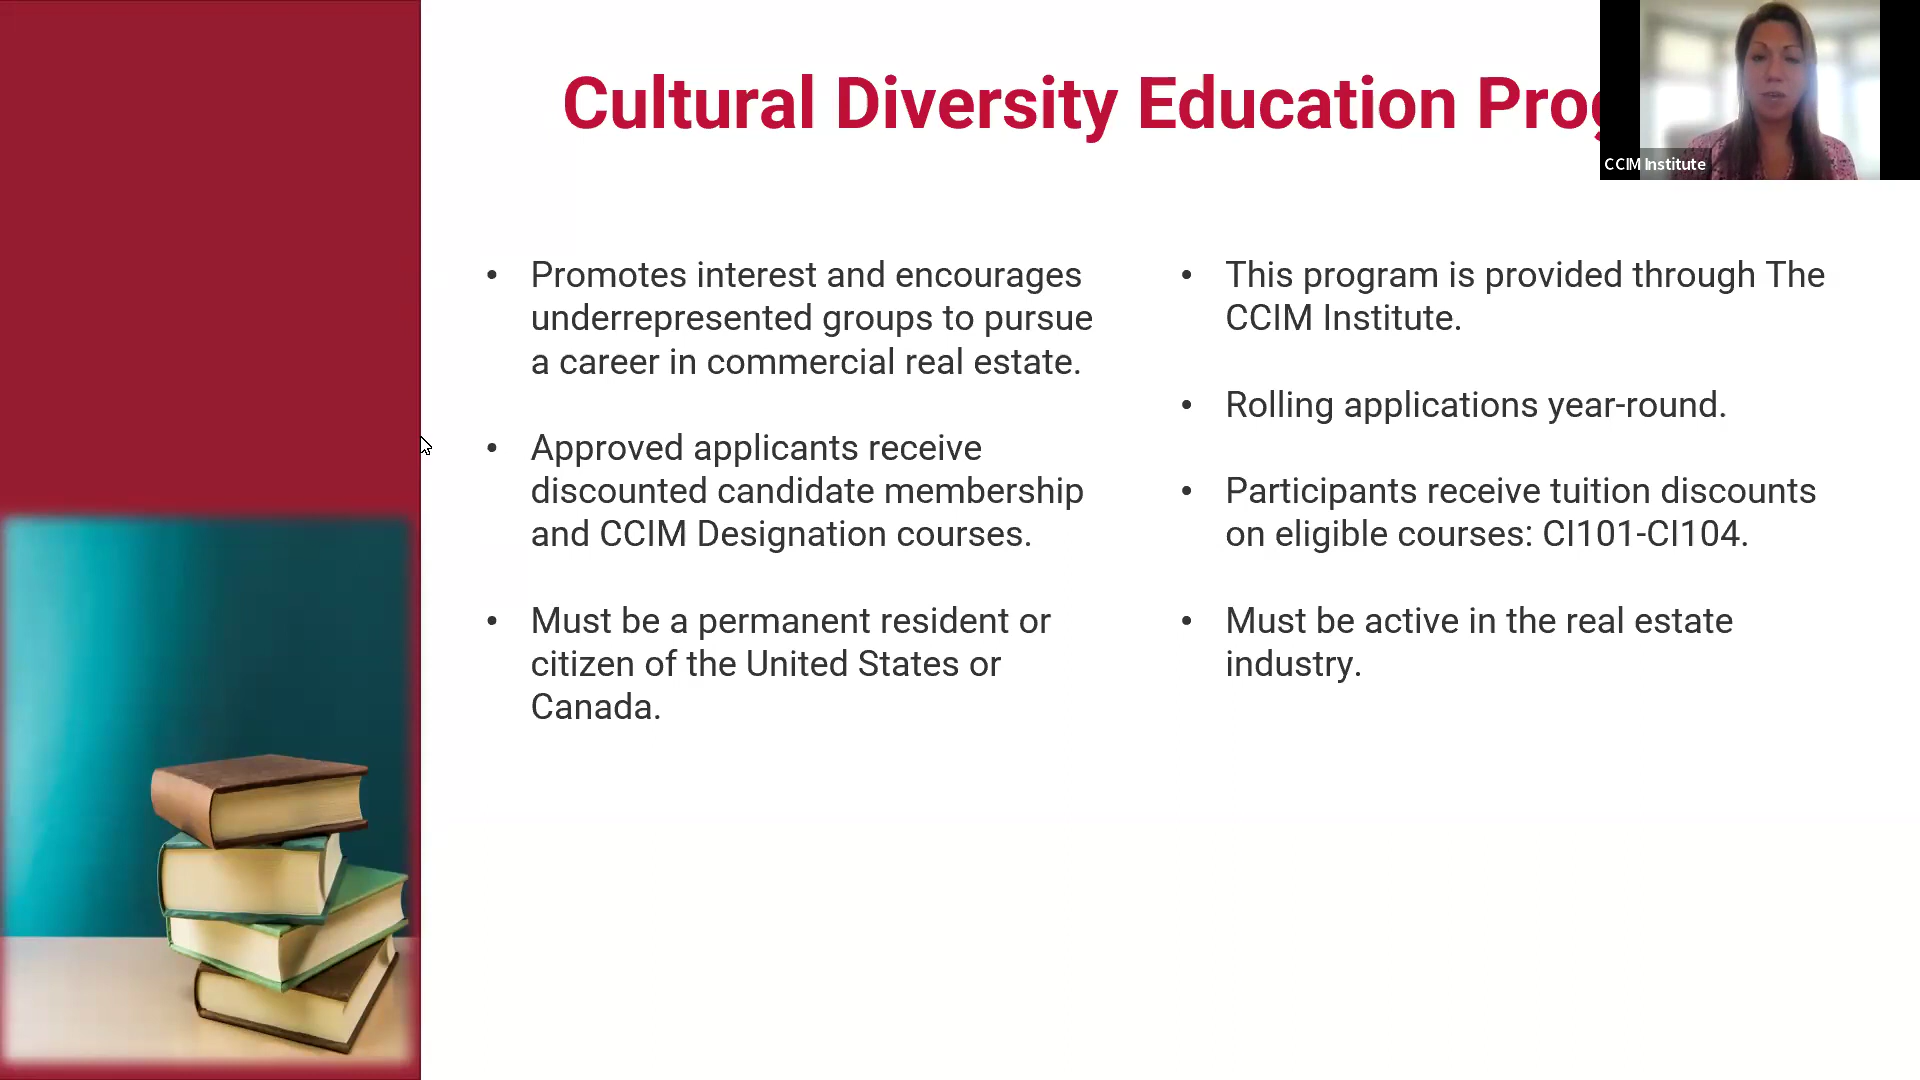 Cultural Diversity Education
CCIM Institute
• Promotes interest and encourages
underrepresented groups to pursue
a career in commercial real estate.
• Approved applicants receive
discounted candidate membership
and CCIM Designation courses.
• Must be a permanent resident or
citizen of the United States or
Canada.
• This program is provided through The
CCIM Institute.
• Rolling applications year-round.
• Participants receive tuition discounts
on eligible courses: CI101-CI104.
• Must be active in the real estate
industry.